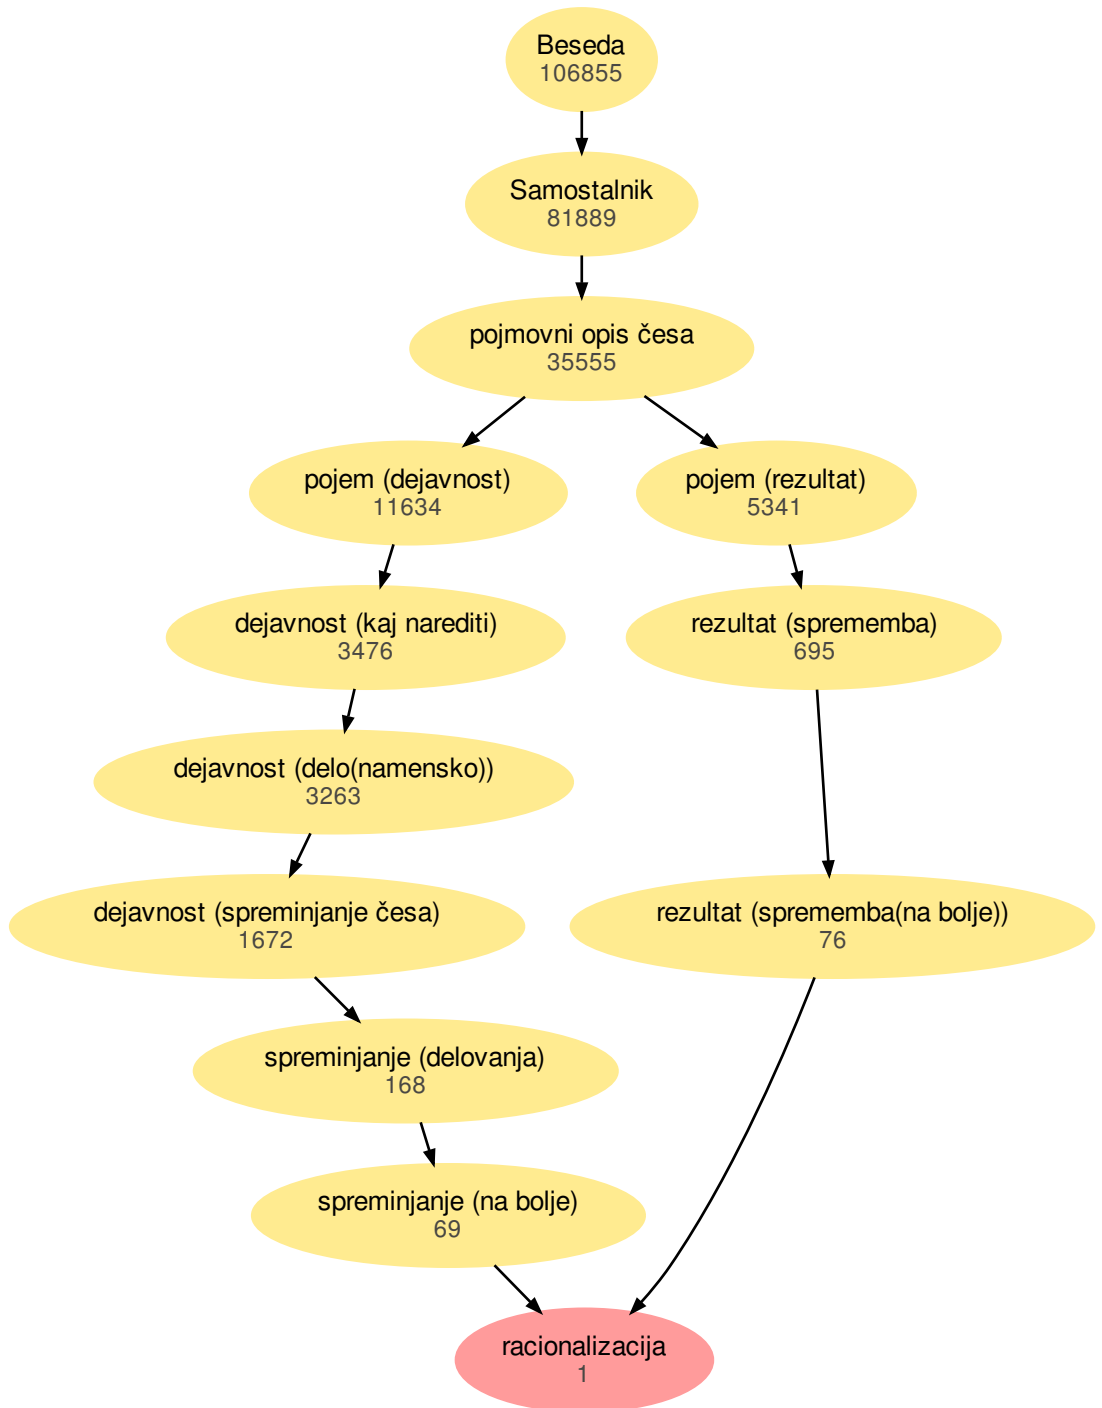 Beseda
106855
Samostalnik
81889
pojmovni opis česa
35555
pojem (dejavnost)
11634
pojem (rezultat)
5341
dejavnost (kaj narediti)
3476
rezultat (sprememba)
695
dejavnost (delo(namensko))
3263
dejavnost (spreminjanje česa)
1672
rezultat (sprememba(na bolje))
76
spreminjanje (delovanja)
168
spreminjanje (na bolje)
69
racionalizacija
1